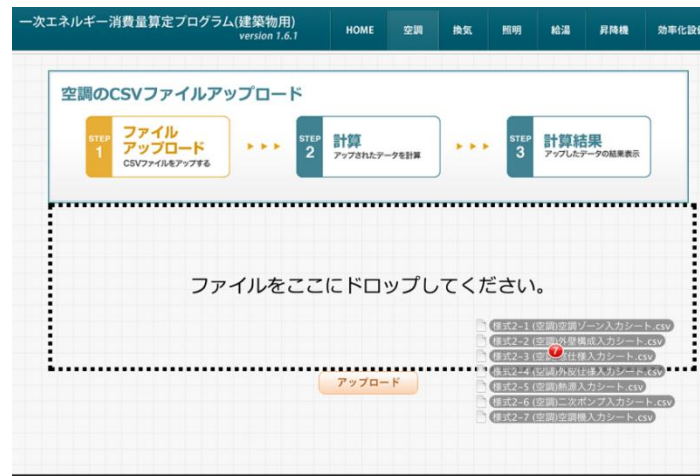 一次エネルギー消費量算定プログラム(建築物用)
version 1.6.1
HOME 空調 換気 照明 給湯 昇降機 効率化設
空調のCSVファイルアップロード
STEP 1 ファイル
アップロード
CSVファイルをアップする
STEP 2 計算
アップされたデータを計算
STEP 3 計算結果
アップしたデータの結果表示
ファイルをここにドロップしてください。
様式2-1 (空調)空調ゾーン入力シート.csv
様式2-2 (空調)外壁構成入力シート.csv
様式2-3 (空調)窓仕様入力シート.csv
様式2-4 (空調)外皮仕様入力シート.csv
様式2-5 (空調)熱源入力シート.csv
様式2-6 (空調)二次ポンプ入力シート.csv
様式2-7 (空調)空調機入力シート.csv
7
アップロード